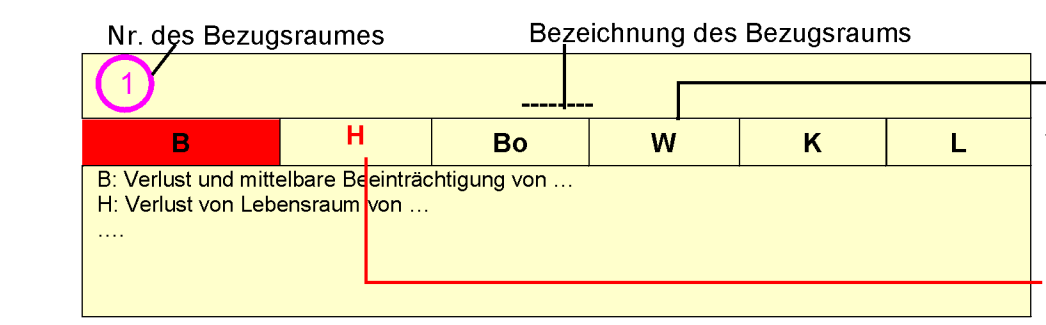 Nr. des Bezugsraumes Bezeichnung des Bezugsraums
1
--------
B H Bo W K L
B: Verlust und mittelbare Beeinträchtigung von …
H: Verlust von Lebensraum von …
….